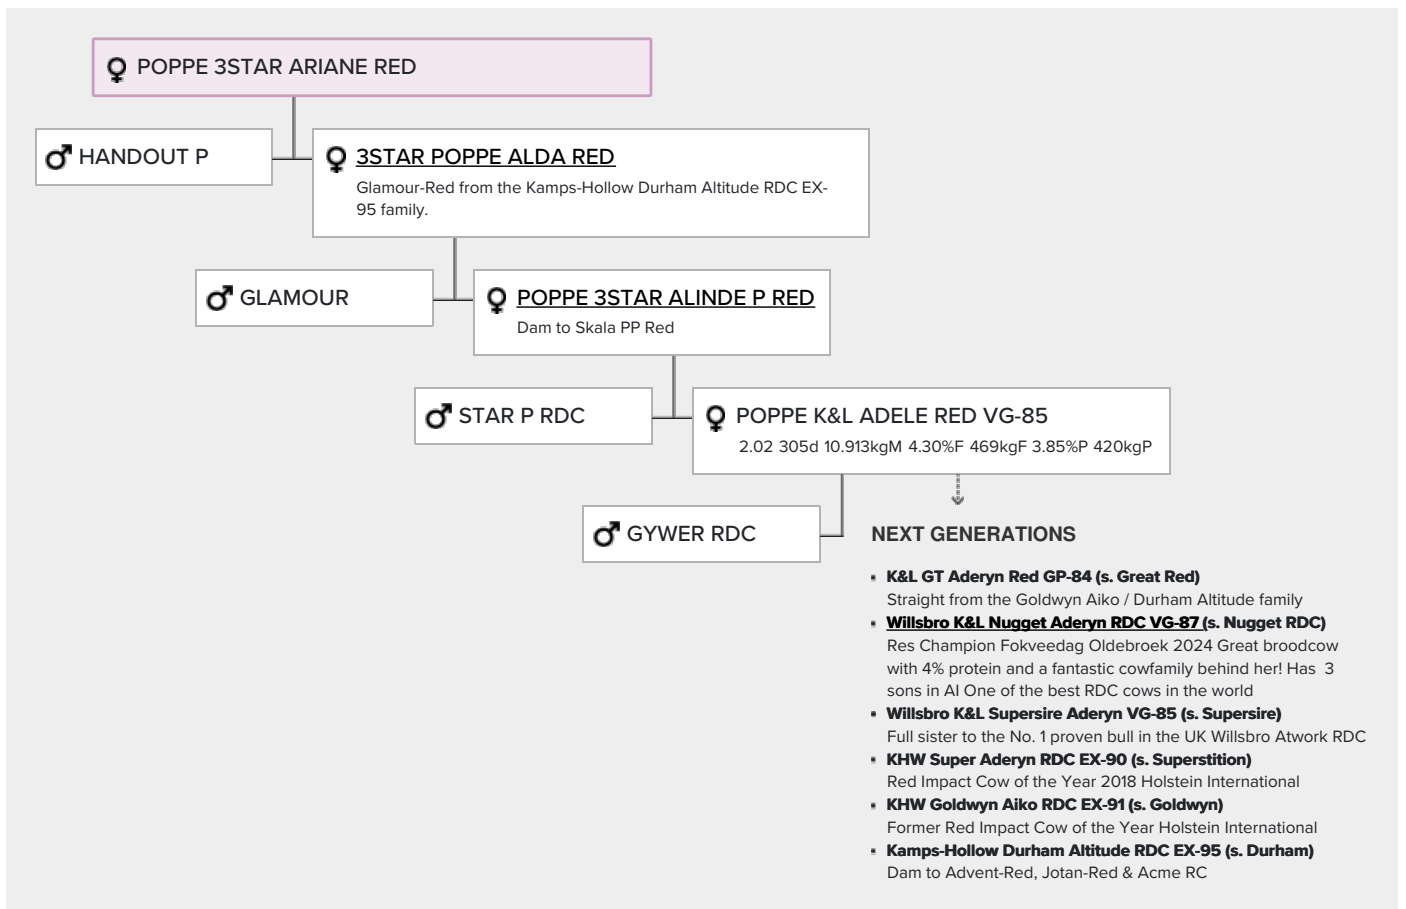 POPPE 3STAR ARIANE RED
HANDOUT P
3STAR POPPE ALDA RED
Glamour-Red from the Kamps-Hollow Durham Altitude RDC EX-
95 family.
GLAMOUR
POPPE 3STAR ALINDE P RED
Dam to Skala PP Red
STAR P RDC
POPPE K&L ADELE RED VG-85
2.02 305d 10.913kgM 4.30%F 469kgF 3.85%P 420kgP
GYWER RDC
NEXT GENERATIONS
K&L GT Aderyn Red GP-84 (s. Great Red)
Straight from the Goldwyn Aiko / Durham Altitude family
Willsbro K&L Nugget Aderyn RDC VG-87 (s. Nugget RDC)
Res Champion Fokveedag Oldebroek 2024 Great broodcow
with 4% protein and a fantastic cowfamily behind her! Has 3
sons in AI One of the best RDC cows in the world
Willsbro K&L Supersire Aderyn VG-85 (s. Supersire)
Full sister to the No. 1 proven bull in the UK Willsbro Atwork RDC
KHW Super Aderyn RDC EX-90 (s. Superstition)
Red Impact Cow of the Year 2018 Holstein International
KHW Goldwyn Aiko RDC EX-91 (s. Goldwyn)
Former Red Impact Cow of the Year Holstein International
Kamps-Hollow Durham Altitude RDC EX-95 (s. Durham)
Dam to Advent-Red, Jotan-Red & Acme RC